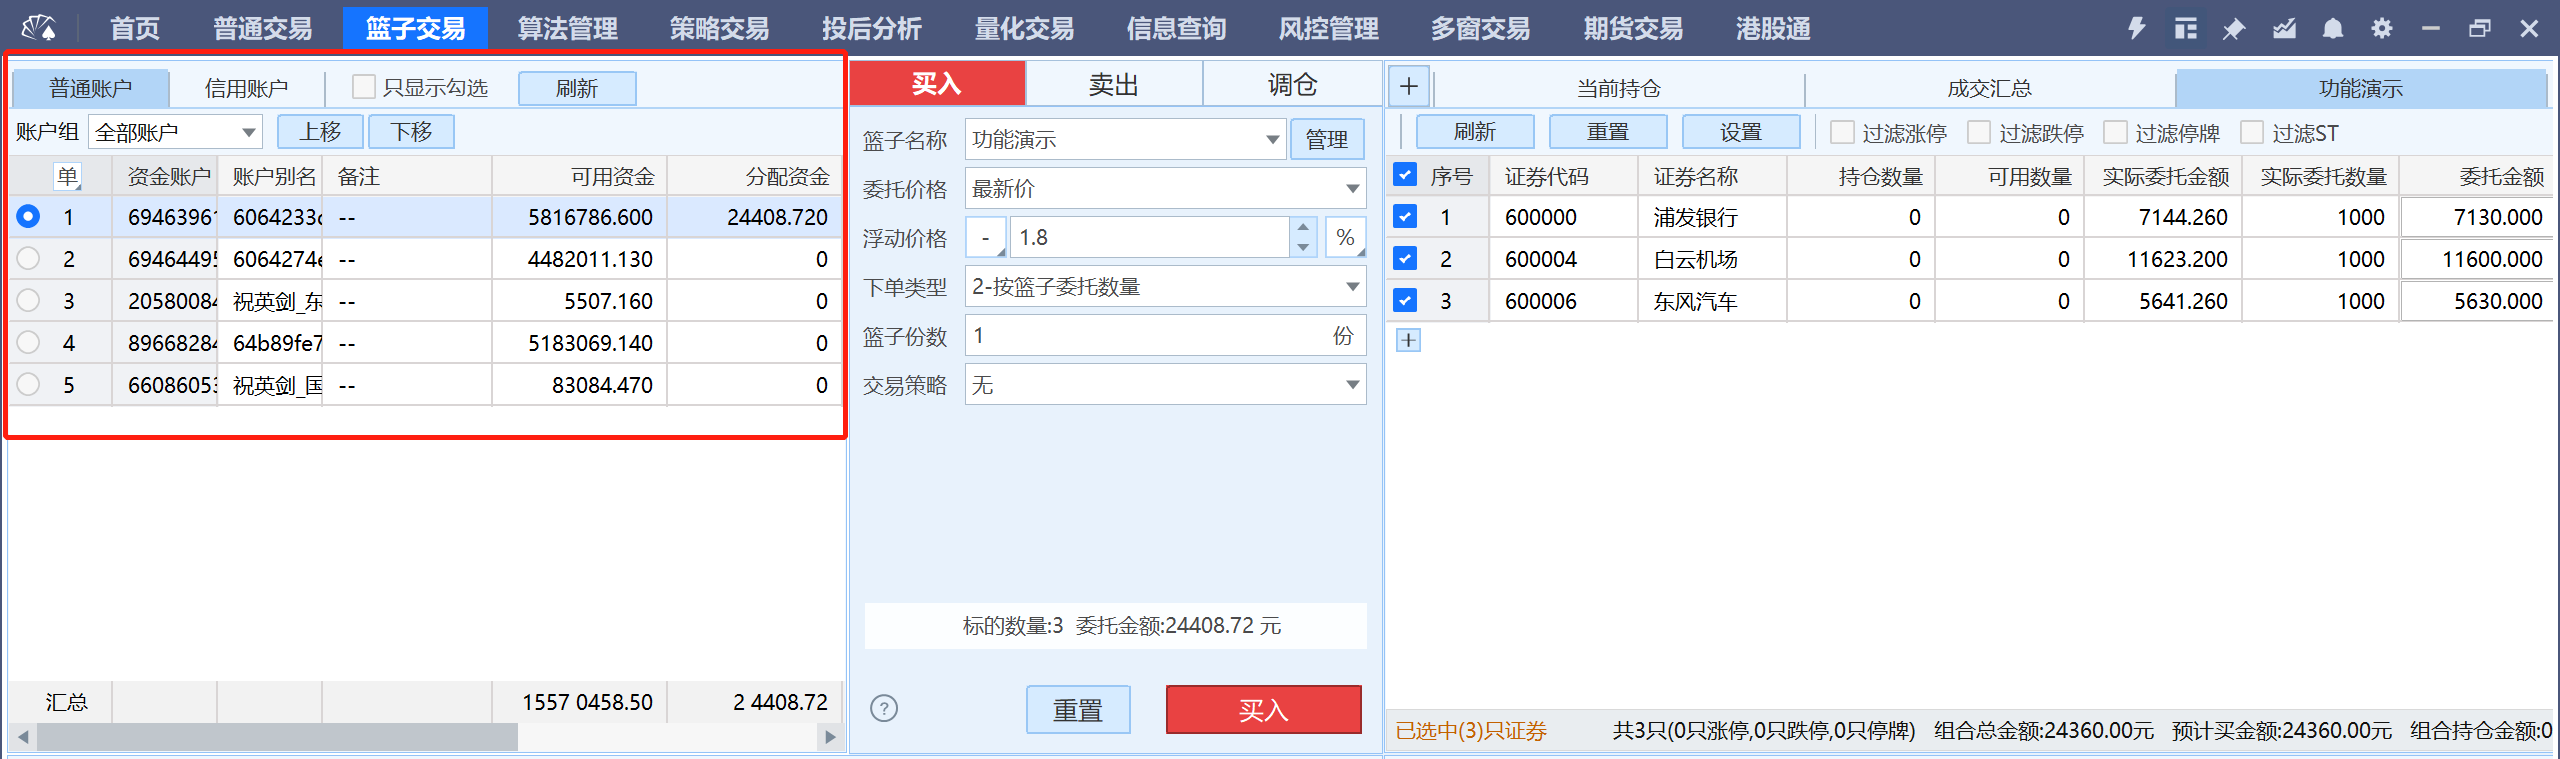 首页 普通交易 篮子交易 算法管理 策略交易 投后分析 量化交易 信息查询 风控管理 多窗交易 期货交易 港股通
普通账户 信用账户 只显示勾选 刷新
账户组 全部账户 上移 下移
单 资金账户 账户别名 备注 可用资金 分配资金
1 6946396 6064233 -- 5816786.600 24408.720
2 6946449 6064274 -- 4482011.130 0
3 2058008 祝英剑_东 5507.160 0
4 8966828 64b89fe7 -- 5183069.140 0
5 6608605 祝英剑_国 -- 83084.470 0
汇总 1557 0458.50 2 4408.72
买入 卖出 调仓
篮子名称 功能演示 管理
委托价格 最新价
浮动价格 - 1.8 %
下单类型 2-按篮子委托数量
篮子份数 1 份
交易策略 无
标的数量:3 委托金额:24408.72 元
? 重置 买入
+ 当前持仓 成交汇总 功能演示
刷新 重置 设置 过滤涨停 过滤跌停 过滤停牌 过滤ST
序号 证券代码 证券名称 持仓数量 可用数量 实际委托金额 实际委托数量 委托金额
1 600000 浦发银行 0 0 7144.260 1000 7130.000
2 600004 白云机场 0 0 11623.200 1000 11600.000
3 600006 东风汽车 0 0 5641.260 1000 5630.000
+
已选中(3)只证券 共3只(0只涨停,0只跌停,0只停牌) 组合总金额:24360.00元 预计买金额:24360.00元 组合持仓金额:0